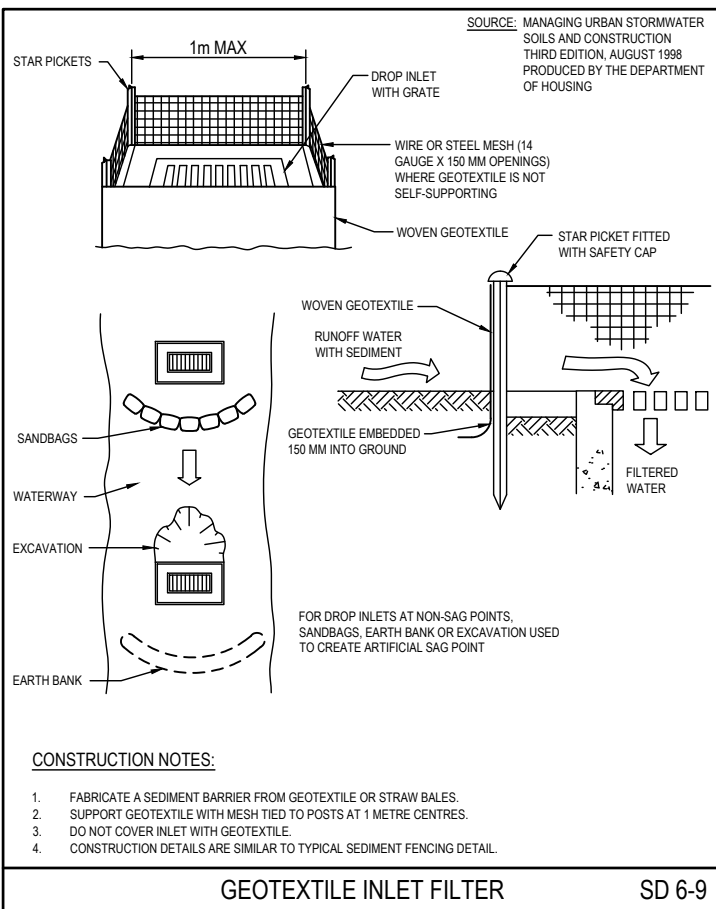 SOURCE: MANAGING URBAN STORMWATER
SOILS AND CONSTRUCTION
THIRD EDITION, AUGUST 1998
PRODUCED BY THE DEPARTMENT
OF HOUSING
1m MAX
STAR PICKETS
DROP INLET
WITH GRATE
WIRE OR STEEL MESH (14
GAUGE X 150 MM OPENINGS)
WHERE GEOTEXTILE IS NOT
SELF-SUPPORTING
WOVEN GEOTEXTILE
STAR PICKET FITTED
WITH SAFETY CAP
WOVEN GEOTEXTILE
RUNOFF WATER
WITH SEDIMENT
GEOTEXTILE EMBEDDED
150 MM INTO GROUND
FILTERED
WATER
SANDBAGS
WATERWAY
EXCAVATION
EARTH BANK
FOR DROP INLETS AT NON-SAG POINTS,
SANDBAGS, EARTH BANK OR EXCAVATION USED
TO CREATE ARTIFICIAL SAG POINT
CONSTRUCTION NOTES:
1. FABRICATE A SEDIMENT BARRIER FROM GEOTEXTILE OR STRAW BALES.
2. SUPPORT GEOTEXTILE WITH MESH TIED TO POSTS AT 1 METRE CENTRES.
3. DO NOT COVER INLET WITH GEOTEXTILE.
4. CONSTRUCTION DETAILS ARE SIMILAR TO TYPICAL SEDIMENT FENCING DETAIL.
GEOTEXTILE INLET FILTER SD 6-9